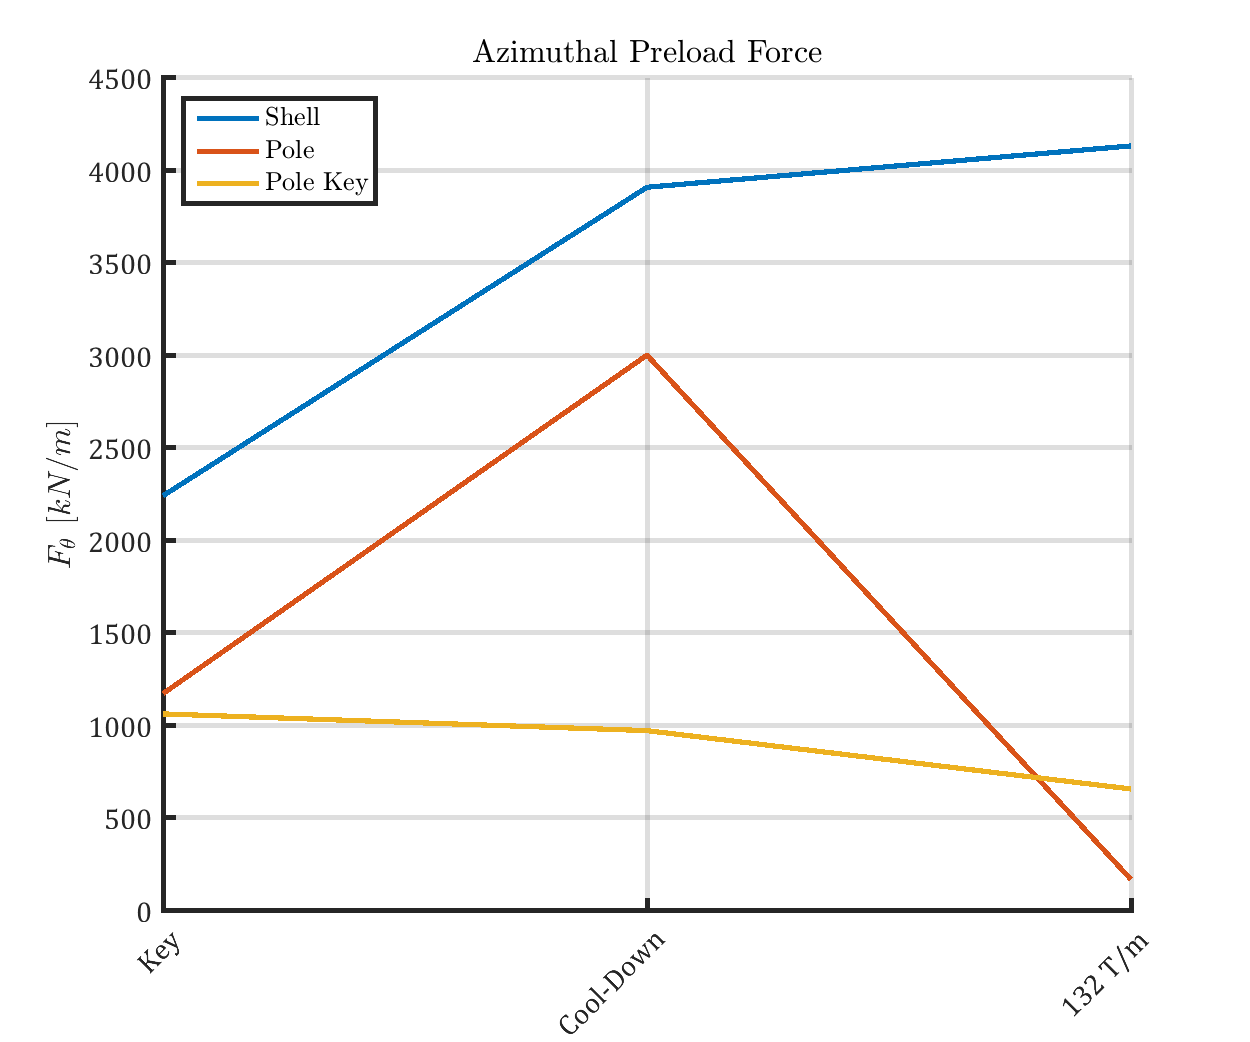 Azimuthal Preload Force
4500
4000
3500
3000
2500
2000
1500
1000
500
0
F_θ [kN/m]
Shell
Pole
Pole Key
Key
Cool-Down
132 T/m